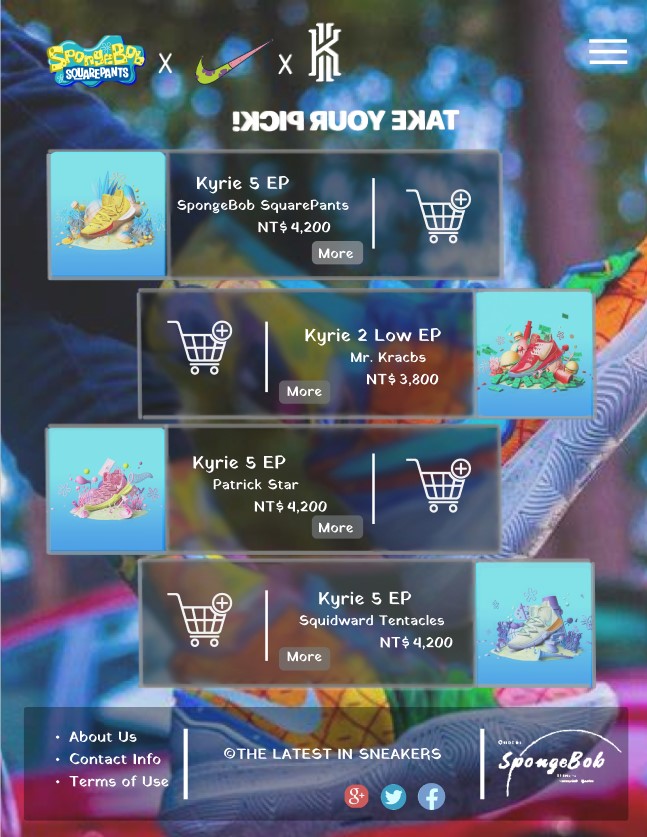 SpongeBob
SQUAREPANTS
X
X
K
TAKE YOUR PICK!
Kyrie 5 EP
SpongeBob SquarePants
NT$ 4,200
More
Kyrie 2 Low EP
Mr. Kracbs
NT$ 3,800
More
Kyrie 5 EP
Patrick Star
NT$ 4,200
More
Kyrie 5 EP
Squidward Tentacles
NT$ 4,200
More
• About Us
• Contact Info
• Terms of Use
©THE LATEST IN SNEAKERS
g+
f
SpongeBob